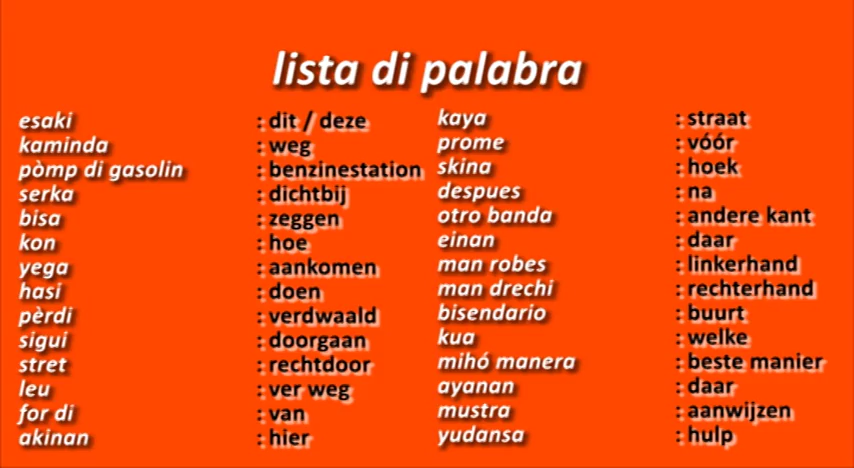 lista di palabra
esaki : dit / deze
kaminda : weg
pòmp di gasolin : benzinestation
serka : dichtbij
bisa : zeggen
kon : hoe
yega : aankomen
hasi : doen
pèrdi : verdwaald
sigui : doorgaan
stret : rechtdoor
leu : ver weg
for di : van
akinan : hier
kaya : straat
prome : vóór
skina : hoek
despues : na
otro banda : andere kant
einan : daar
man robes : linkerhand
man drechi : rechterhand
bisendario : buurt
kua : welke
mihó manera : beste manier
ayanan : daar
mustra : aanwijzen
yudansa : hulp